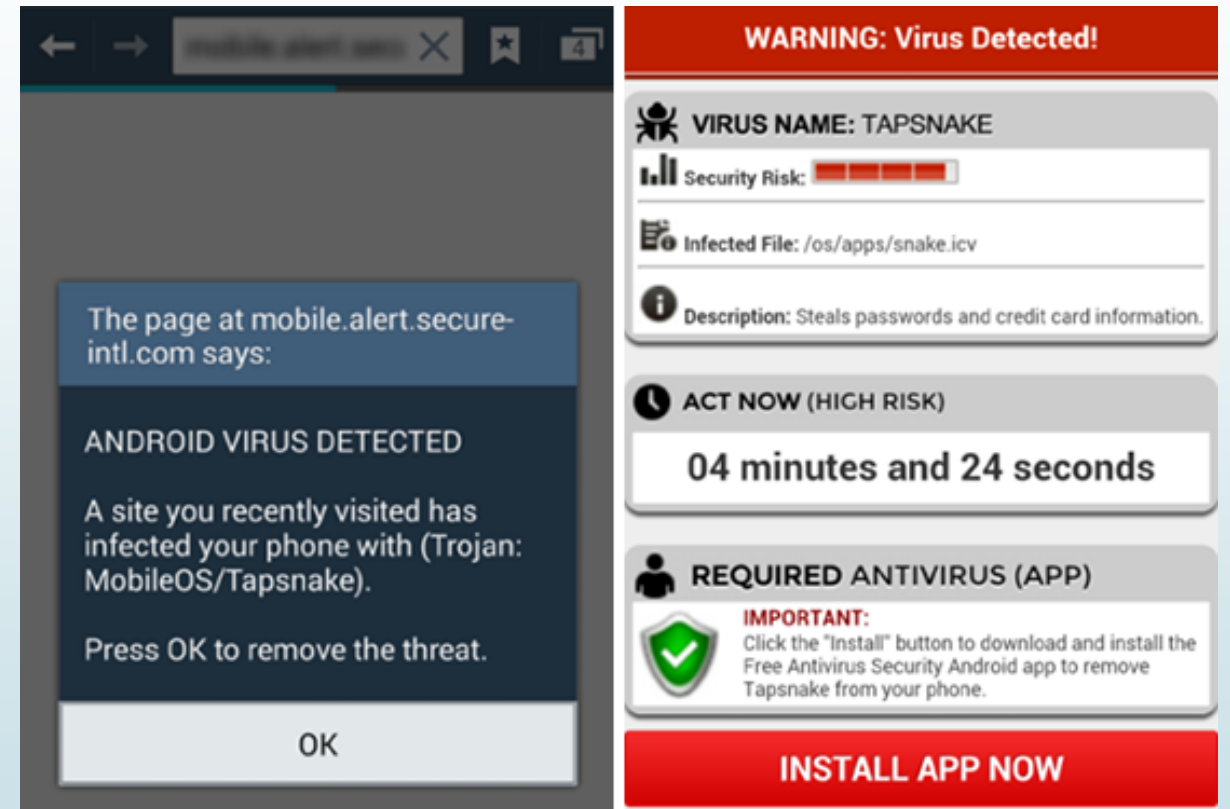 4
The page at mobile.alert.secure-
intl.com says:
ANDROID VIRUS DETECTED
A site you recently visited has
infected your phone with (Trojan:
MobileOS/Tapsnake).
Press OK to remove the threat.
OK
WARNING: Virus Detected!
VIRUS NAME: TAPSNAKE
Security Risk:
Infected File: /os/apps/snake.icv
Description: Steals passwords and credit card information.
ACT NOW (HIGH RISK)
04 minutes and 24 seconds
REQUIRED ANTIVIRUS (APP)
IMPORTANT:
Click the "Install" button to download and install the
Free Antivirus Security Android app to remove
Tapsnake from your phone.
INSTALL APP NOW